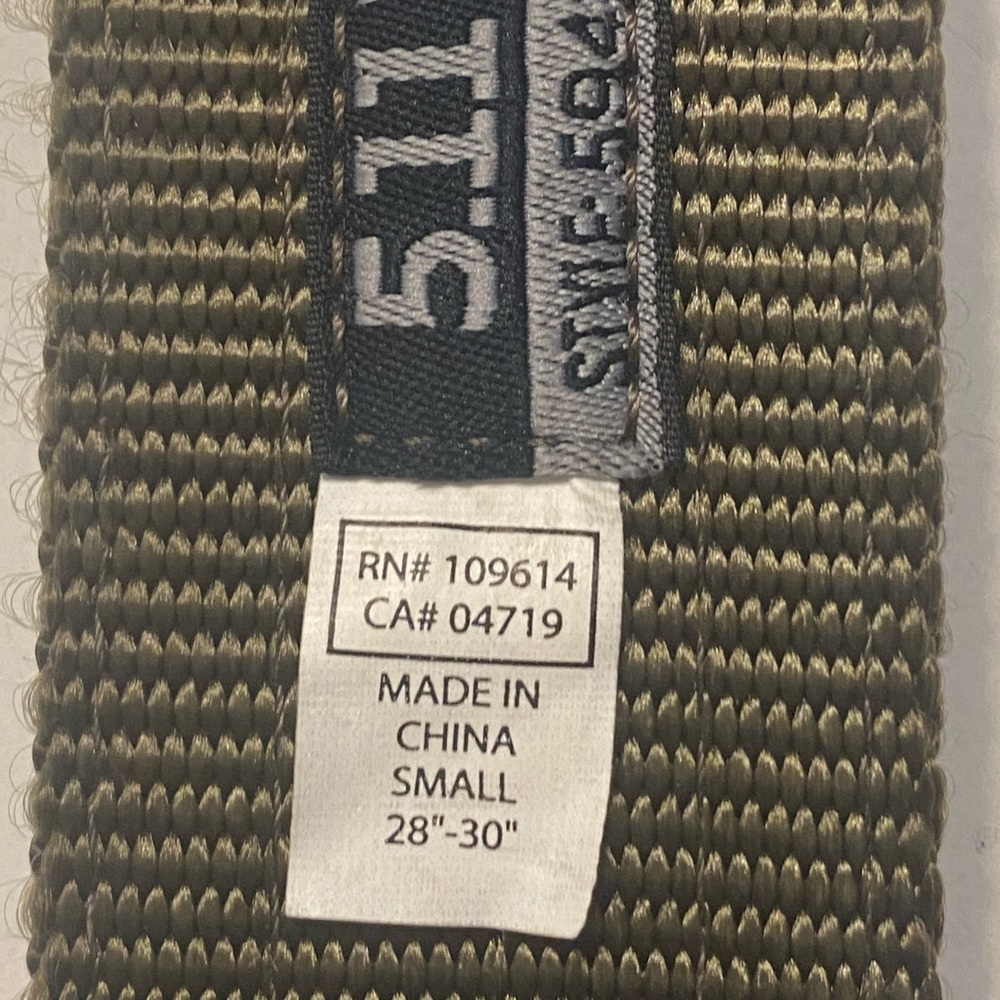 5.11
STYLE: 594
RN# 109614
CA# 04719
MADE IN
CHINA
SMALL
28"-30"